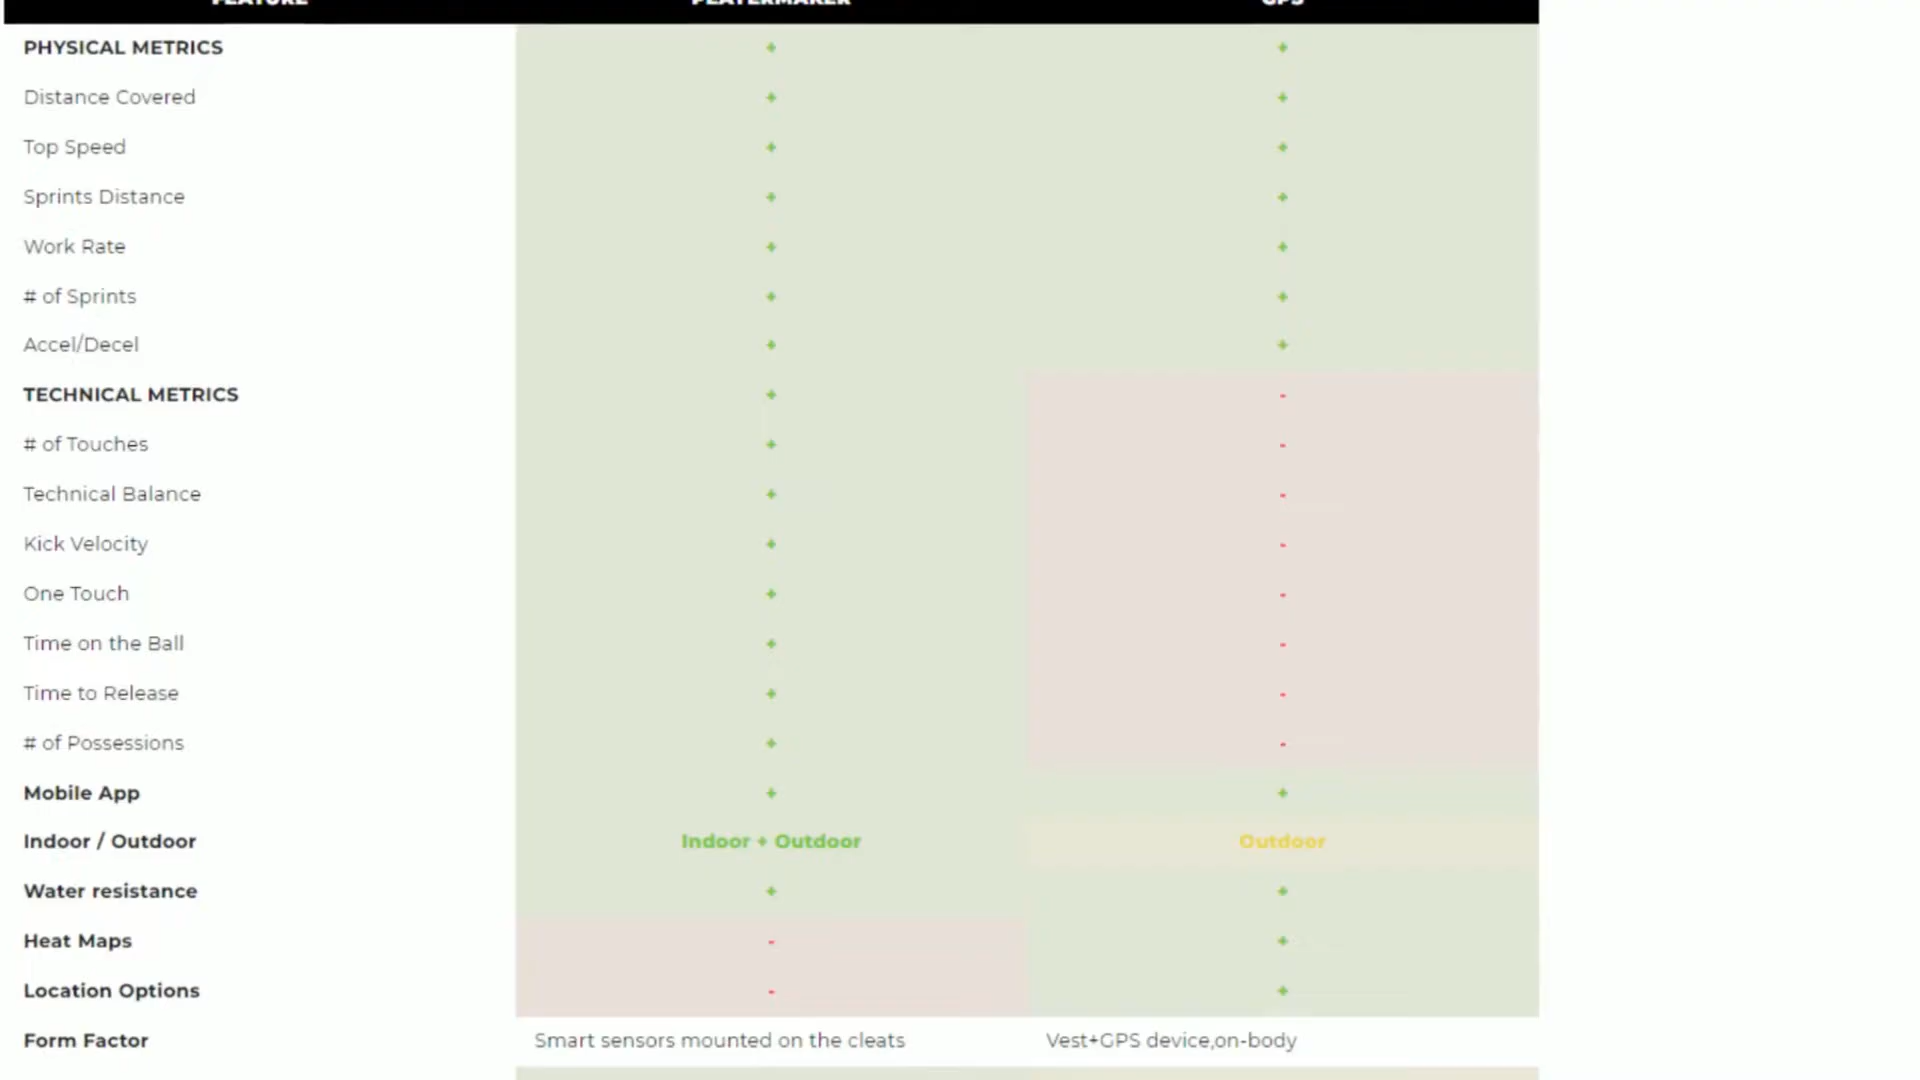 FEATURE PLAYERMAKER GPS
PHYSICAL METRICS + +
Distance Covered + +
Top Speed + +
Sprints Distance + +
Work Rate + +
# of Sprints + +
Accel/Decel + +
TECHNICAL METRICS + -
# of Touches + -
Technical Balance + -
Kick Velocity + -
One Touch + -
Time on the Ball + -
Time to Release + -
# of Possessions + -
Mobile App + +
Indoor / Outdoor Indoor + Outdoor Outdoor
Water resistance + +
Heat Maps - +
Location Options - +
Form Factor Smart sensors mounted on the cleats Vest+GPS device,on-body